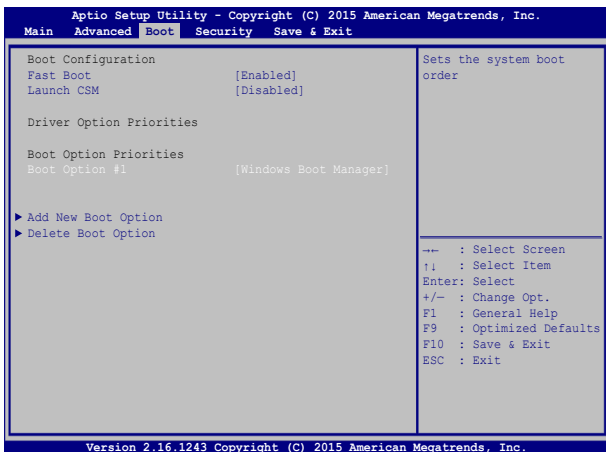 Aptio Setup Utility - Copyright (C) 2015 American Megatrends, Inc.
Main Advanced Boot Security Save & Exit
Boot Configuration
Fast Boot [Enabled]
Launch CSM [Disabled]
Driver Option Priorities
Boot Option Priorities
Boot Option #1 [Windows Boot Manager]
Add New Boot Option
Delete Boot Option
Sets the system boot
order
→← : Select Screen
↑↓ : Select Item
Enter: Select
+/— : Change Opt.
F1 : General Help
F9 : Optimized Defaults
F10 : Save & Exit
ESC : Exit
Version 2.16.1243 Copyright (C) 2015 American Megatrends, Inc.